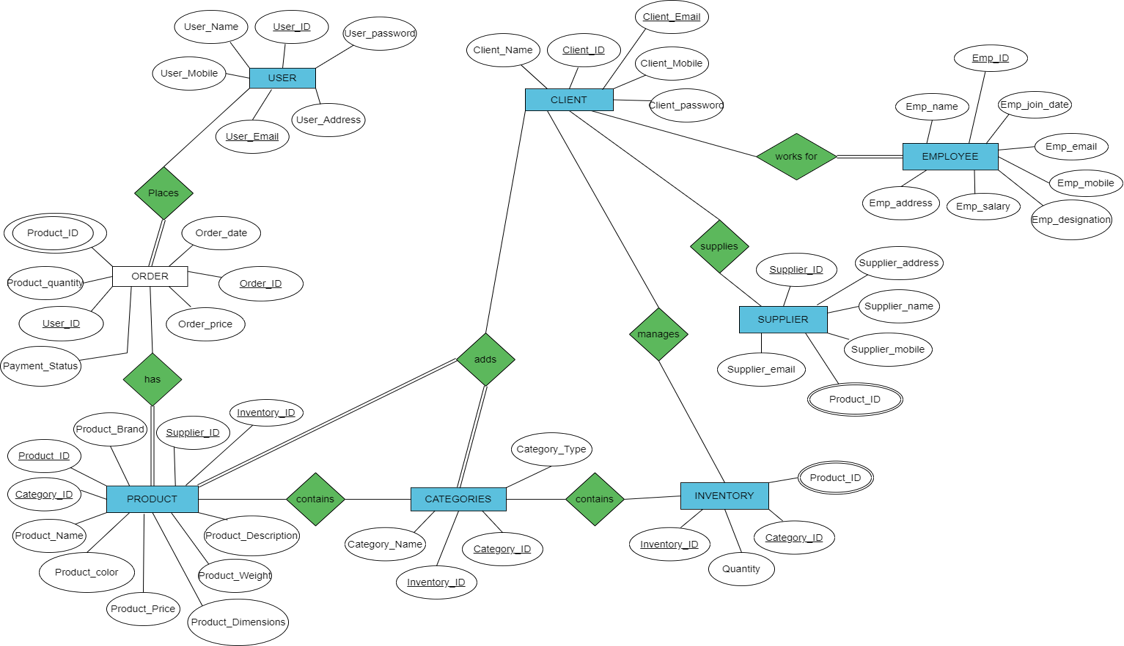 User_Name
User_ID
User_password
User_Mobile
USER
User_Address
User_Email
Places
Product_ID
Order_date
ORDER
Product_quantity
Order_ID
User_ID
Order_price
Payment_Status
has
Client_Email
Client_Name
Client_ID
Client_Mobile
CLIENT
Client_password
Emp_ID
Emp_name
Emp_join_date
works for
EMPLOYEE
Emp_email
Emp_mobile
Emp_address
Emp_salary
Emp_designation
supplies
Supplier_ID
Supplier_address
Supplier_name
SUPPLIER
Supplier_mobile
Supplier_email
Product_ID
manages
adds
Inventory_ID
Product_Brand
Supplier_ID
Product_ID
Category_ID
PRODUCT
Product_Name
Product_Description
Product_color
Product_Weight
Product_Price
Product_Dimensions
contains
Category_Type
CATEGORIES
Category_Name
Category_ID
Inventory_ID
contains
Product_ID
INVENTORY
Inventory_ID
Category_ID
Quantity